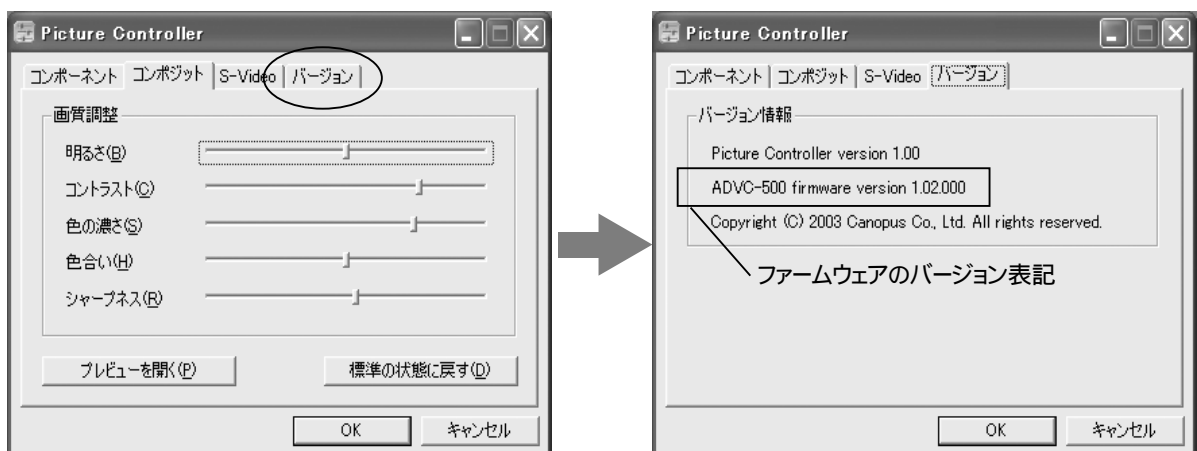 Picture Controller
コンポーネント コンポジット S-Video バージョン
画質調整
明るさ(B)
コントラスト(C)
色の濃さ(S)
色合い(H)
シャープネス(R)
プレビューを開く(P) 標準の状態に戻す(D)
OK キャンセル
Picture Controller
コンポーネント コンポジット S-Video バージョン
バージョン情報
Picture Controller version 1.00
ADVC-500 firmware version 1.02.000
Copyright (C) 2003 Canopus Co., Ltd. All rights reserved.
ファームウェアのバージョン表記
OK キャンセル